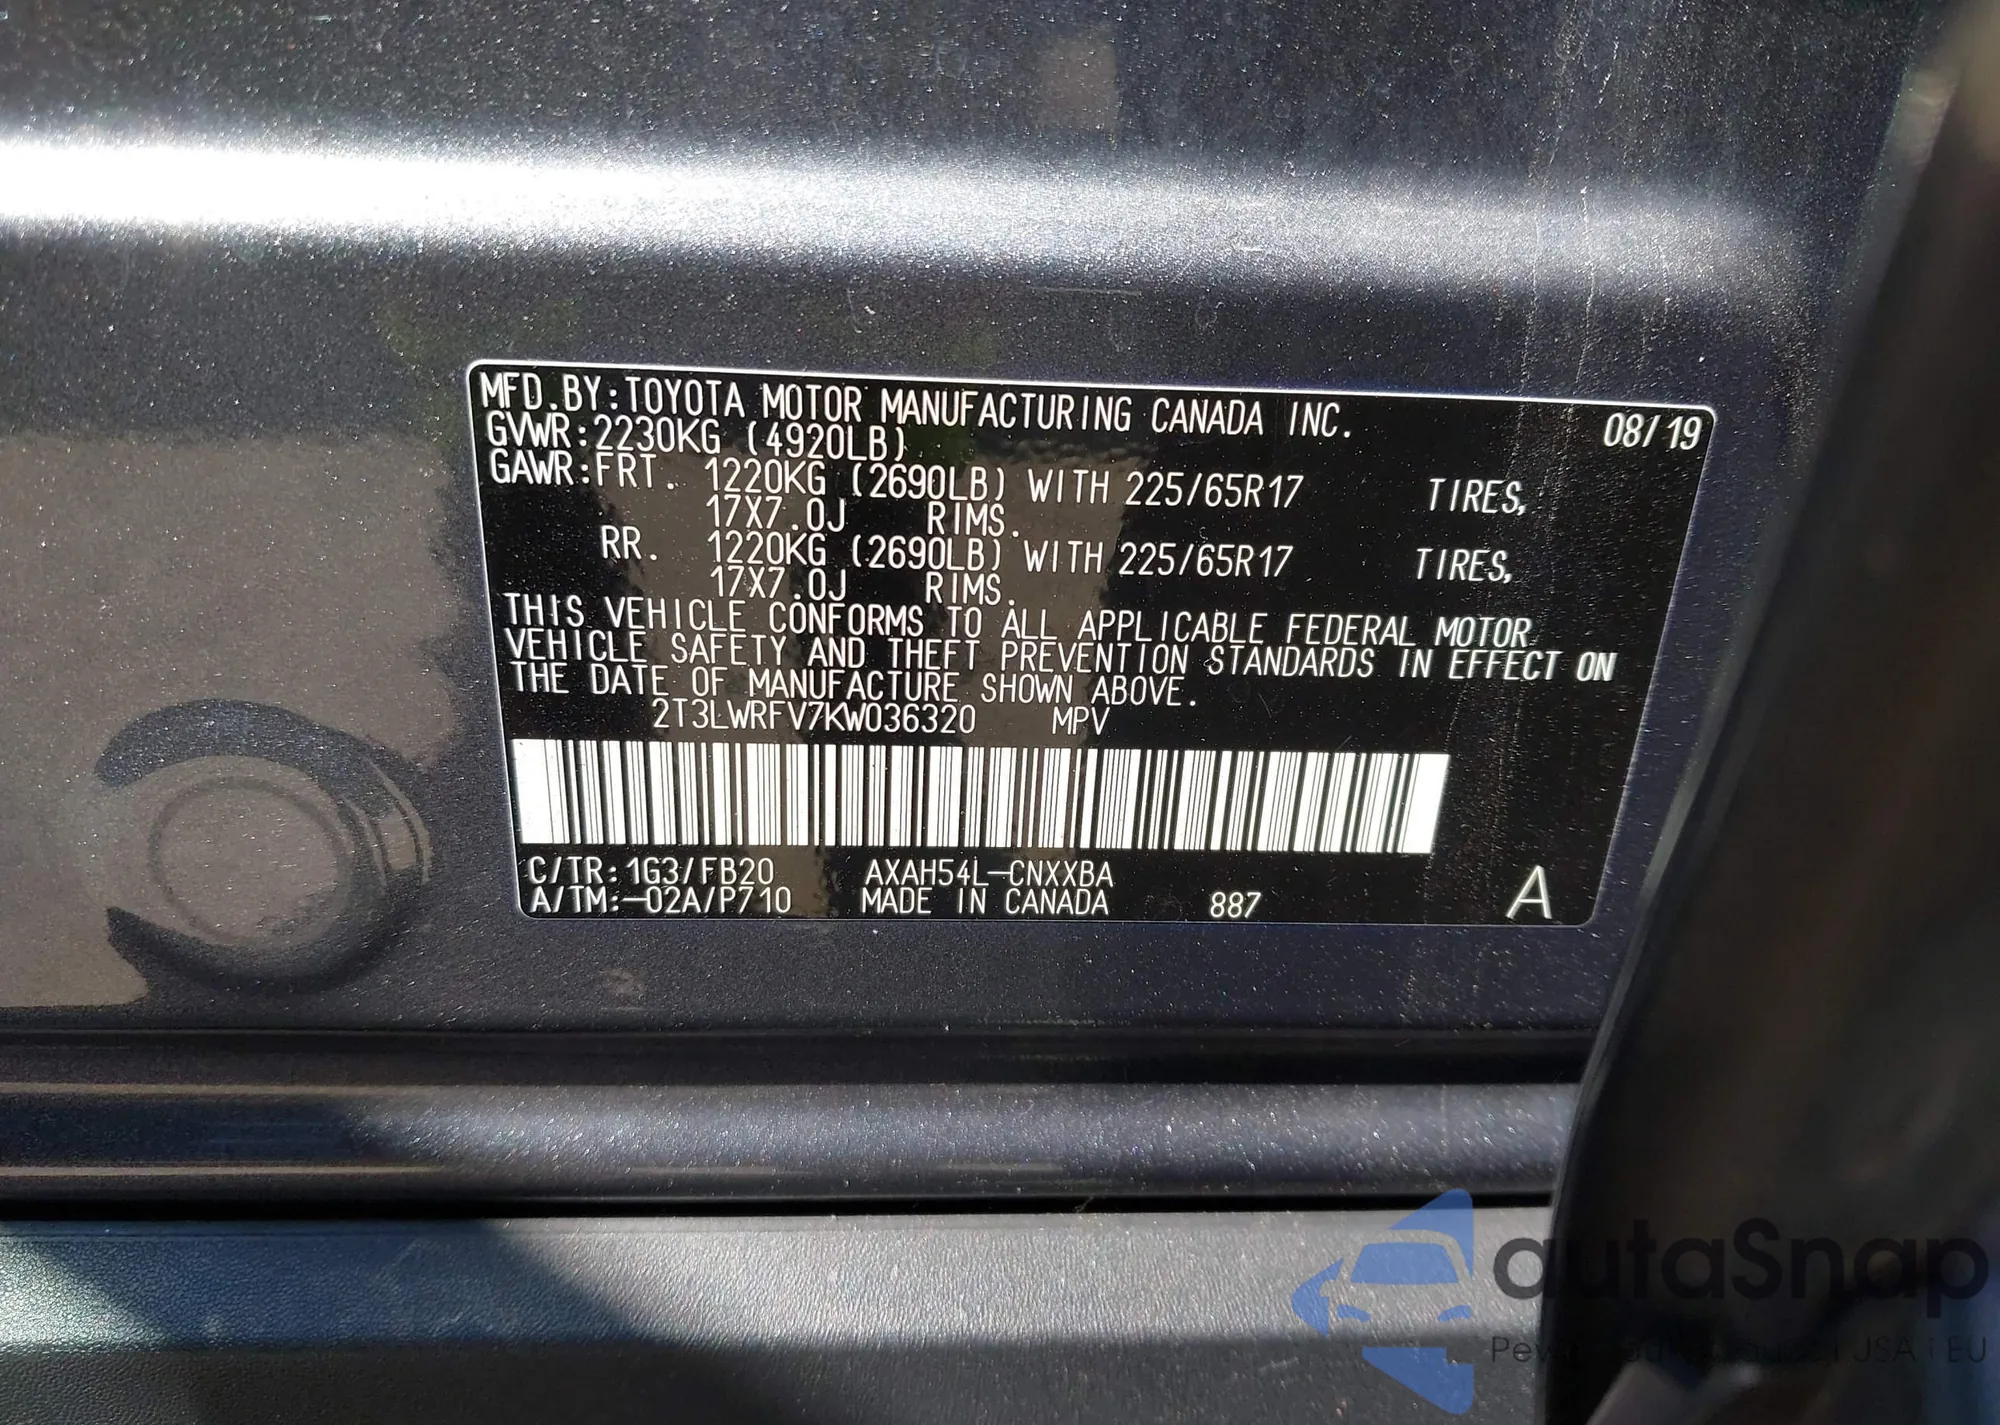 MFD.BY:TOYOTA MOTOR MANUFACTURING CANADA INC. 08/19
GVWR:2230KG (4920LB)
GAWR:FRT. 1220KG (2690LB) WITH 225/65R17 TIRES,
17X7.0J RIMS.
RR. 1220KG (2690LB) WITH 225/65R17 TIRES,
17X7.0J RIMS.
THIS VEHICLE CONFORMS TO ALL APPLICABLE FEDERAL MOTOR
VEHICLE SAFETY AND THEFT PREVENTION STANDARDS IN EFFECT ON
THE DATE OF MANUFACTURE SHOWN ABOVE.
2T3LWRFV7KW036320 MPV
C/TR:1G3/FB20 AXAH54L-CNXXBA
A/TM:-02A/P710 MADE IN CANADA 887 A
autaSnap
i EU